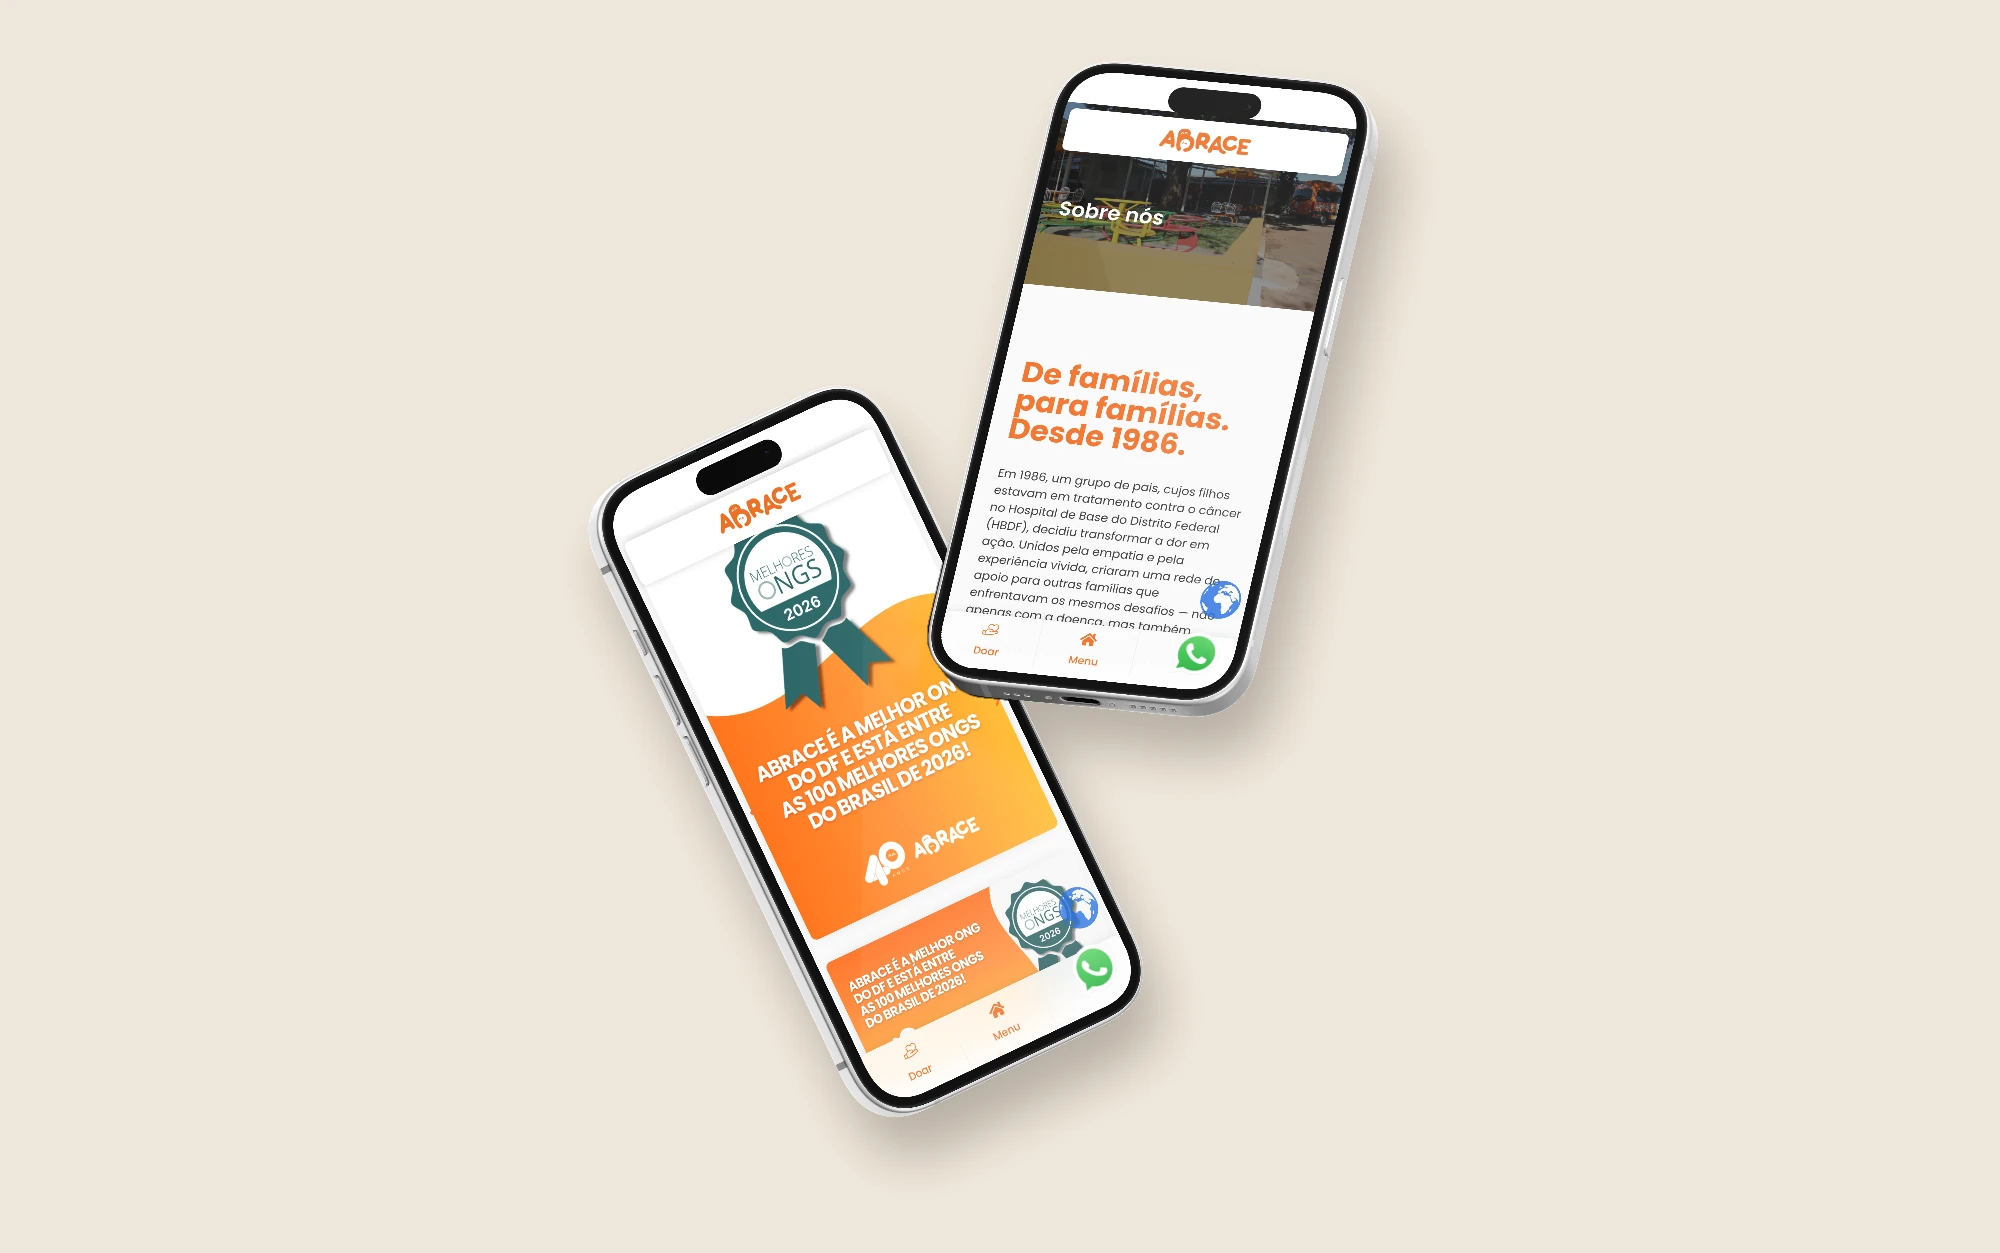 ABRACE
Sobre nós
De famílias,
para famílias.
Desde 1986.
Em 1986, um grupo de pais, cujos filhos
estavam em tratamento contra o câncer
no Hospital de Base do Distrito Federal
(HBDF), decidiu transformar a dor em
ação. Unidos pela empatia e pela
experiência vivida, criaram uma rede de
apoio para outras famílias que
enfrentavam os mesmos desafios — não
apenas com a doença, mas também
Doar
Menu
ABRACE
MELHORES
ONGS
2026
ABRACE É A MELHOR ON
DO DF E ESTÁ ENTRE
AS 100 MELHORES ONGS
DO BRASIL DE 2026!
40 ABRACE
ABRACE É A MELHOR ONG
DO DF E ESTÁ ENTRE
AS 100 MELHORES ONGS
DO BRASIL DE 2026!
MELHORES
ONGS
2026
Doar
Menu